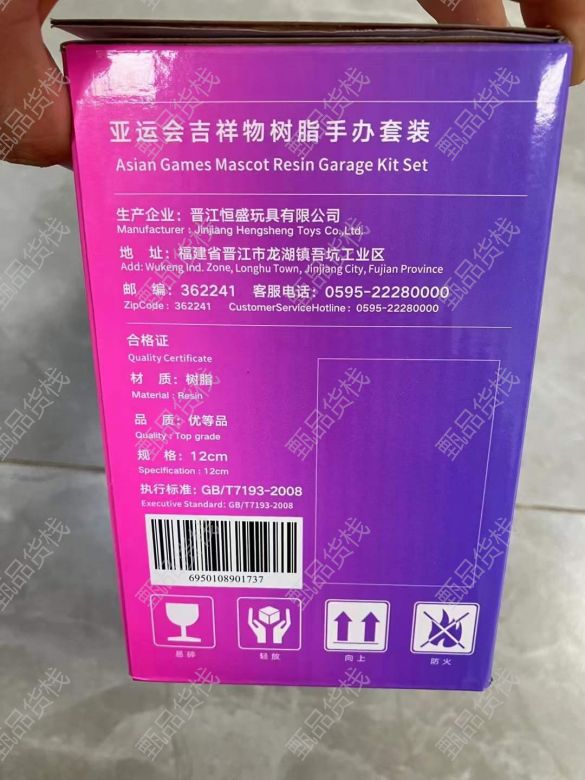 亚运会吉祥物树脂手办套装
Asian Games Mascot Resin Garage Kit Set
生产企业：晋江恒盛玩具有限公司
Manufacturer : Jinjiang Hengsheng Toys Co.,Ltd.
地 址：福建省晋江市龙湖镇吾坑工业区
Add: Wukeng Ind. Zone, Longhu Town, Jinjiang City, Fujian Province
邮 编：362241 客服电话：0595-22280000
ZipCode : 362241 CustomerServiceHotline : 0595-22280000
合格证
Quality Certificate
材 质：树脂
Material : Resin
品 质：优等品
Quality : Top grade
规 格：12cm
Specification : 12cm
执行标准：GB/T7193-2008
Executive Standard: GB/T7193-2008
6950108901737
易碎 轻放 向上 防火
甄品货栈